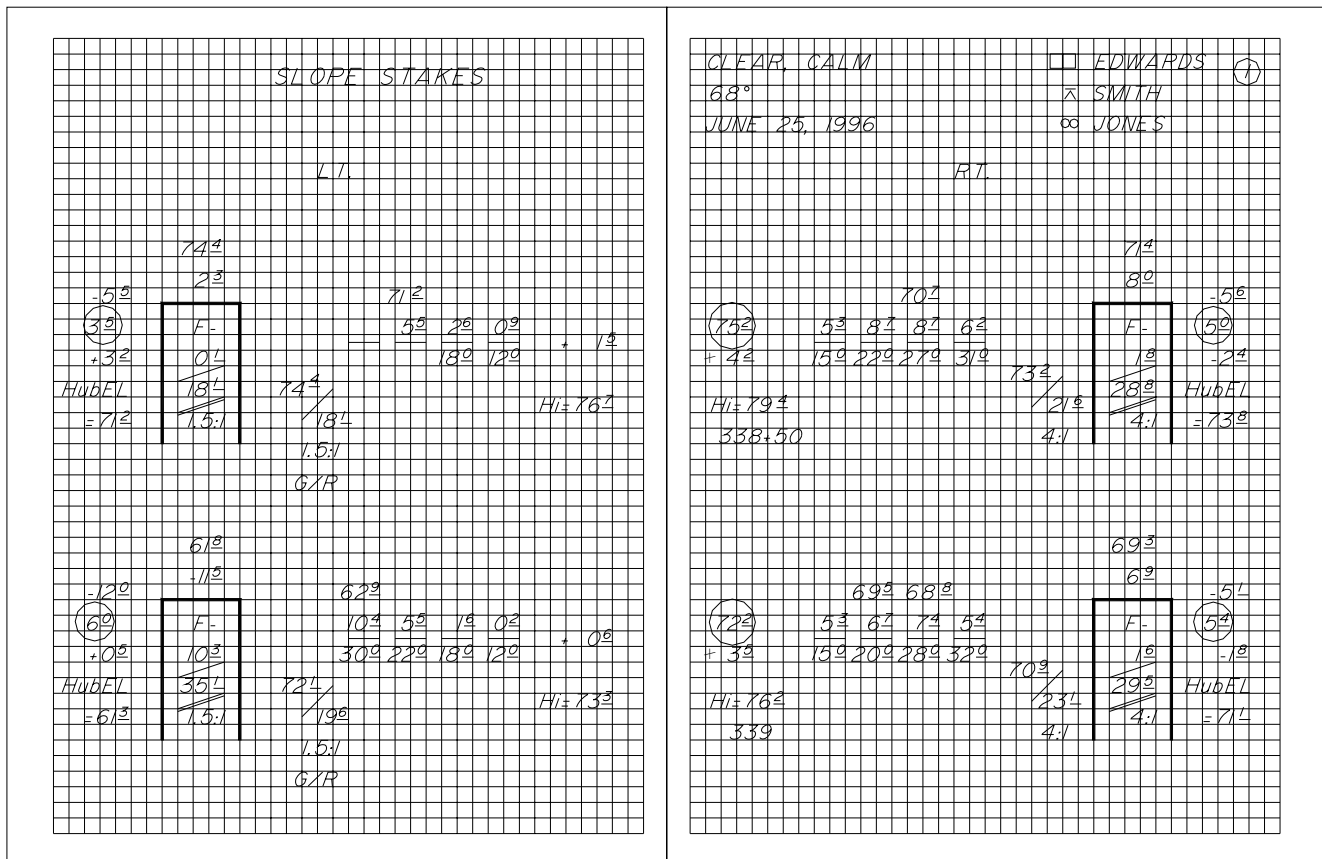 SLOPE STAKES
LT.
74⁴
2³
-5⁵ 71²
3⁵ F- 5⁵ 2⁶ 0⁹ + 1⁵
+3² 0¹ 18⁰ 12⁰
HubEL 18¹ 74⁴ Hi=76⁷
=71² 1.5:1 18¹
1.5:1
G/R
61⁸
-11⁵
-12⁰ 62⁹
6⁰ F- 10⁴ 5⁵ 1⁶ 0² + 0⁶
+0⁵ 10³ 30⁰ 22⁰ 18⁰ 12⁰
HubEL 35¹ 72¹ Hi=73³
=61³ 1.5:1 19⁶
1.5:1
G/R
CLEAR, CALM EDWARDS 1
68° ⊼ SMITH
JUNE 25, 1996 ∞ JONES
RT.
71⁴
8⁰
70⁷ -5⁶
75² 5³ 8⁷ 8⁷ 6² F- 5⁰
+ 4² 15⁰ 22⁰ 27⁰ 31⁰ 1⁸ -2⁴
Hi=79⁴ 73² 28⁸ HubEL
338+50 21⁶ 4:1 =73⁸
4:1
69³
6⁹
69⁵ 68⁸ -5¹
72² 5³ 6⁷ 7⁴ 5⁴ F- 5⁴
+ 3⁵ 15⁰ 20⁰ 28⁰ 32⁰ 1⁶ -1⁸
Hi=76² 70⁹ 29⁵ HubEL
339 23¹ 4:1 =71¹
4:1